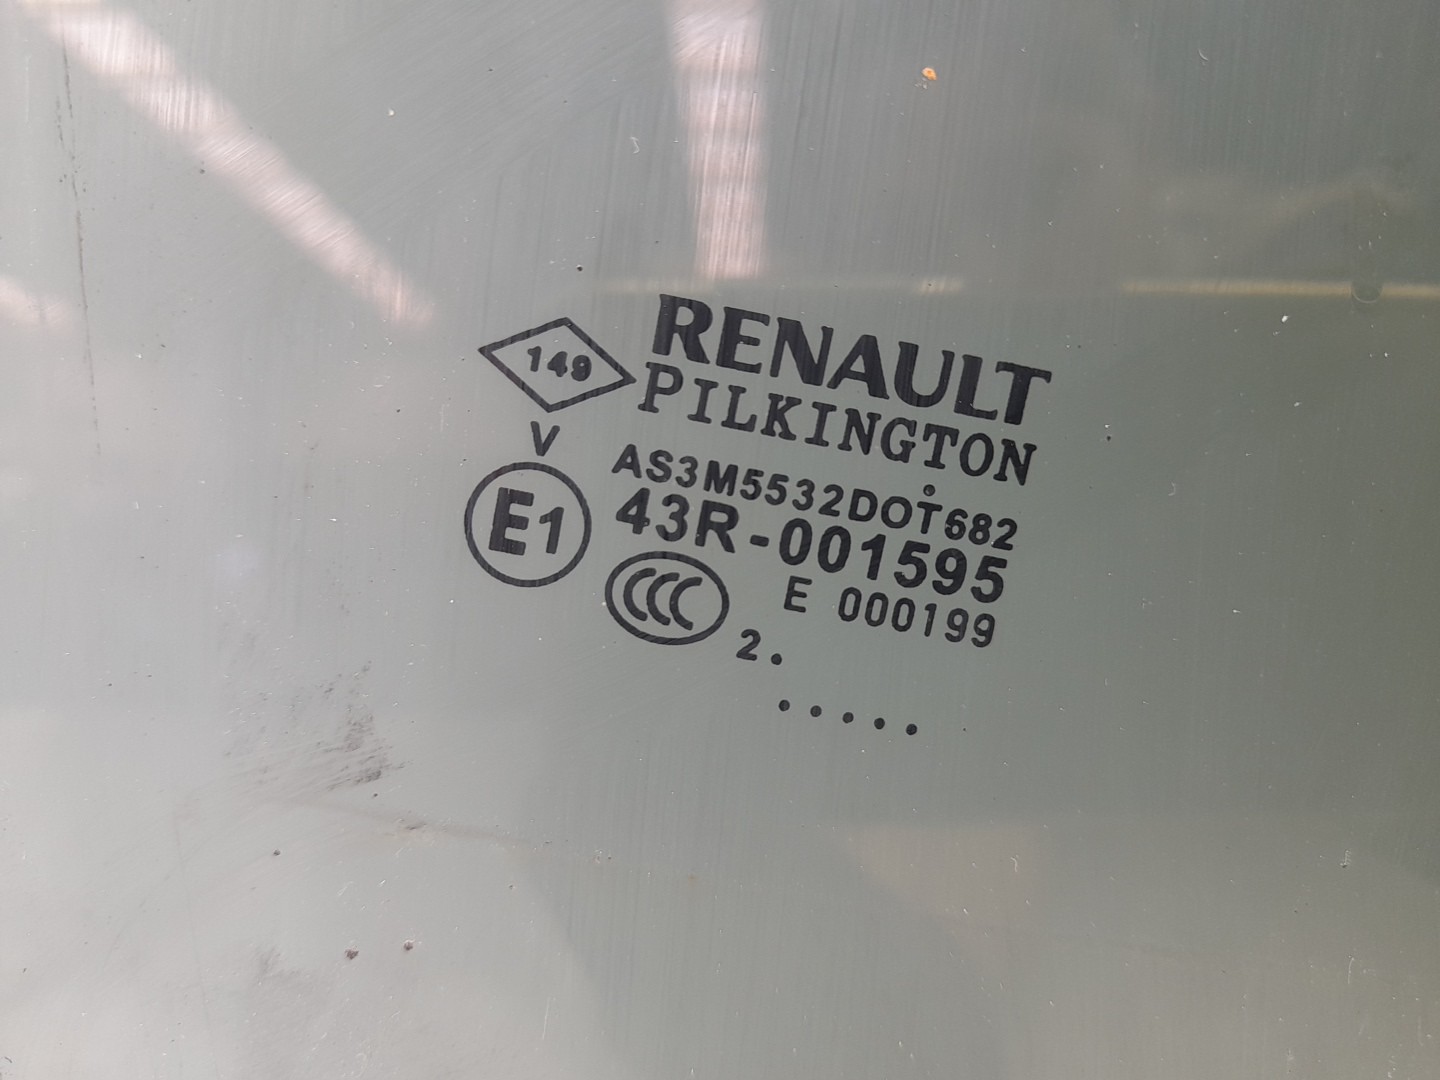 149
RENAULT
PILKINGTON
V
AS3M5532DOT682
E1
43R-001595
CCC
E 000199
2.
.....